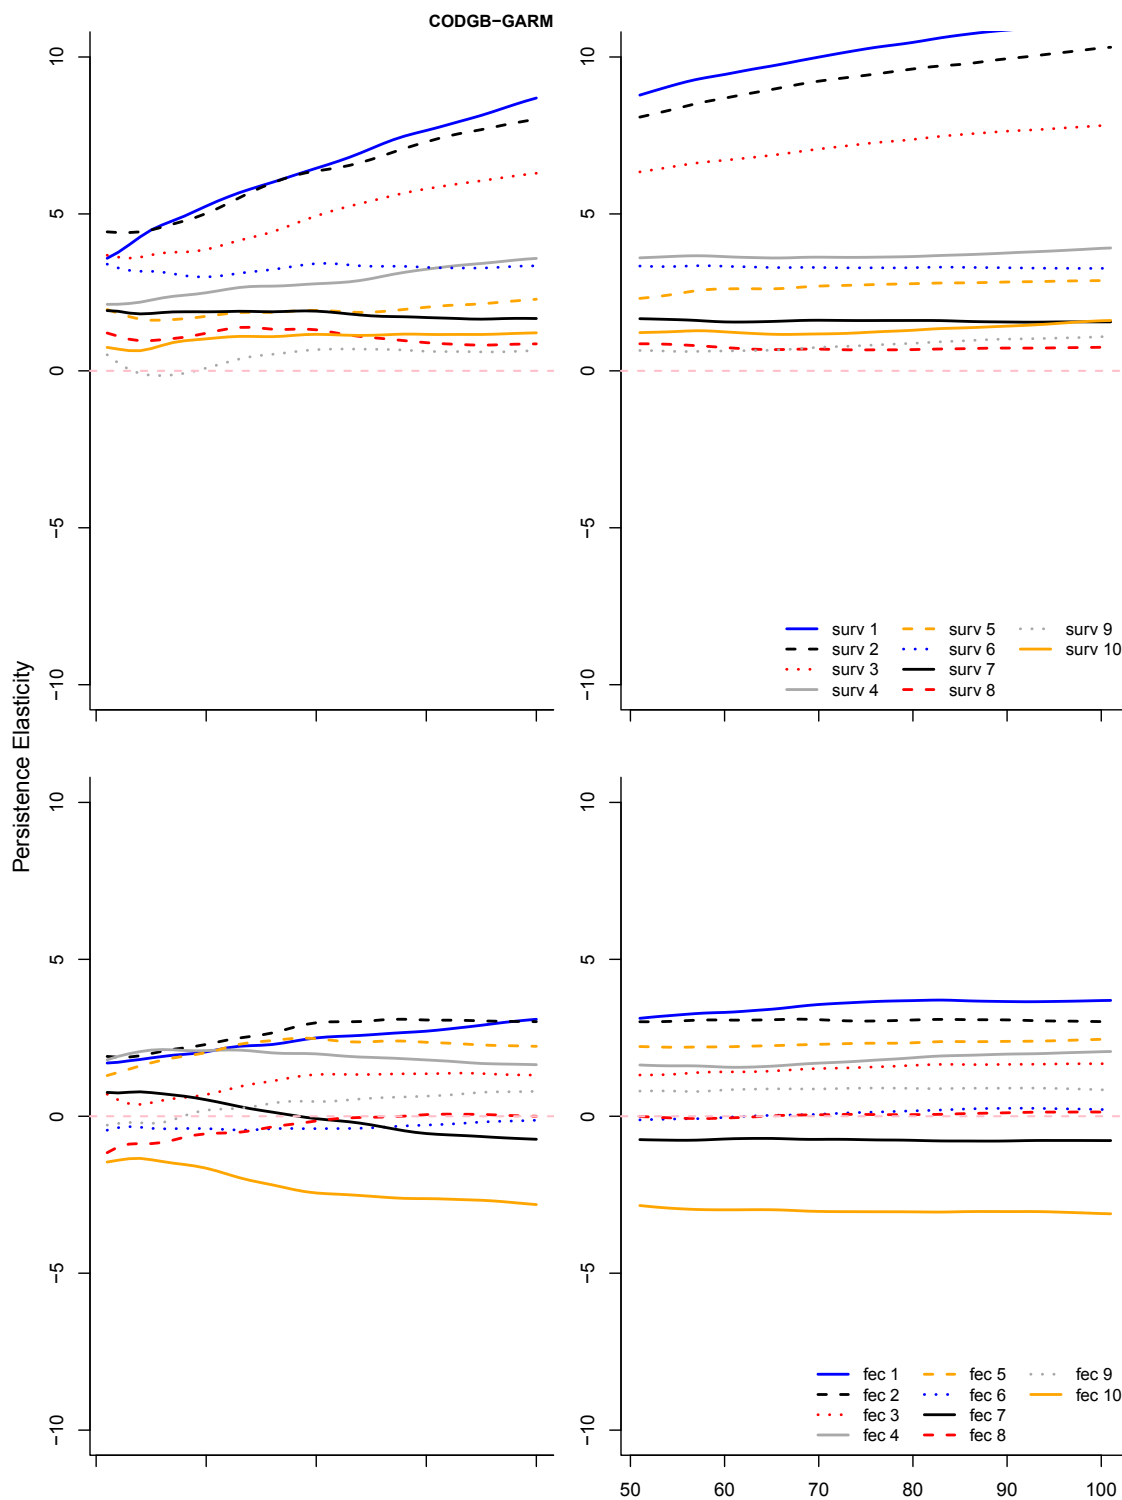 CODGB−GARM
Persistence Elasticity
10
5
0
−5
−10
10
5
0
−5
−10
surv 1
surv 2
surv 3
surv 4
surv 5
surv 6
surv 7
surv 8
surv 9
surv 10
10
5
0
−5
−10
10
5
0
−5
−10
fec 1
fec 2
fec 3
fec 4
fec 5
fec 6
fec 7
fec 8
fec 9
fec 10
50 60 70 80 90 100